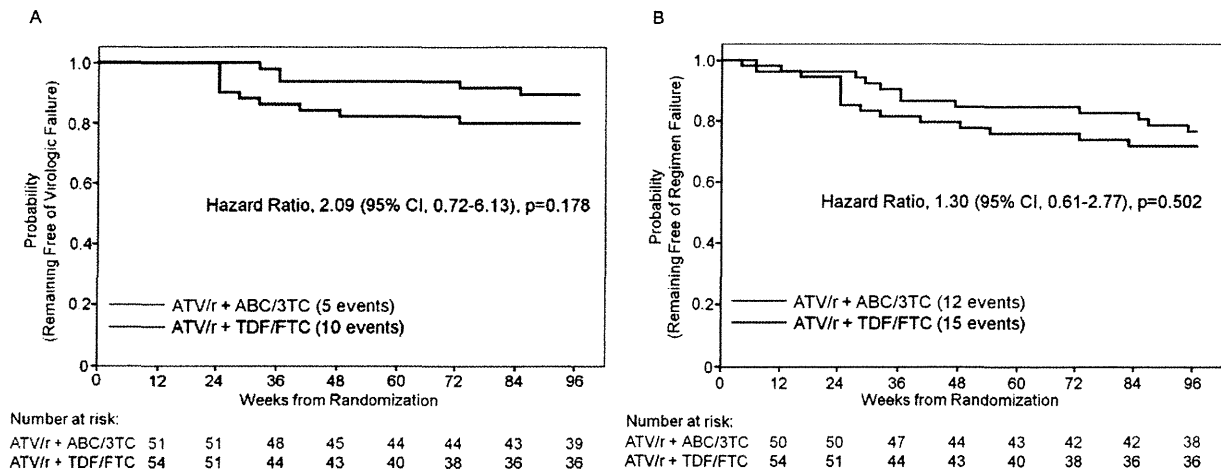 A
Probability
(Remaining Free of Virologic Failure)
1.0
0.8
0.6
0.4
0.2
0
Hazard Ratio, 2.09 (95% CI, 0.72-6.13), p=0.178
ATV/r + ABC/3TC (5 events)
ATV/r + TDF/FTC (10 events)
0 12 24 36 48 60 72 84 96
Weeks from Randomization
Number at risk:
ATV/r + ABC/3TC 51 51 48 45 44 44 43 39
ATV/r + TDF/FTC 54 51 44 43 40 38 36 36
B
Probability
(Remaining Free of Regimen Failure)
1.0
0.8
0.6
0.4
0.2
0
Hazard Ratio, 1.30 (95% CI, 0.61-2.77), p=0.502
ATV/r + ABC/3TC (12 events)
ATV/r + TDF/FTC (15 events)
0 12 24 36 48 60 72 84 96
Weeks from Randomization
Number at risk:
ATV/r + ABC/3TC 50 50 47 44 43 42 42 38
ATV/r + TDF/FTC 54 51 44 43 40 38 36 36